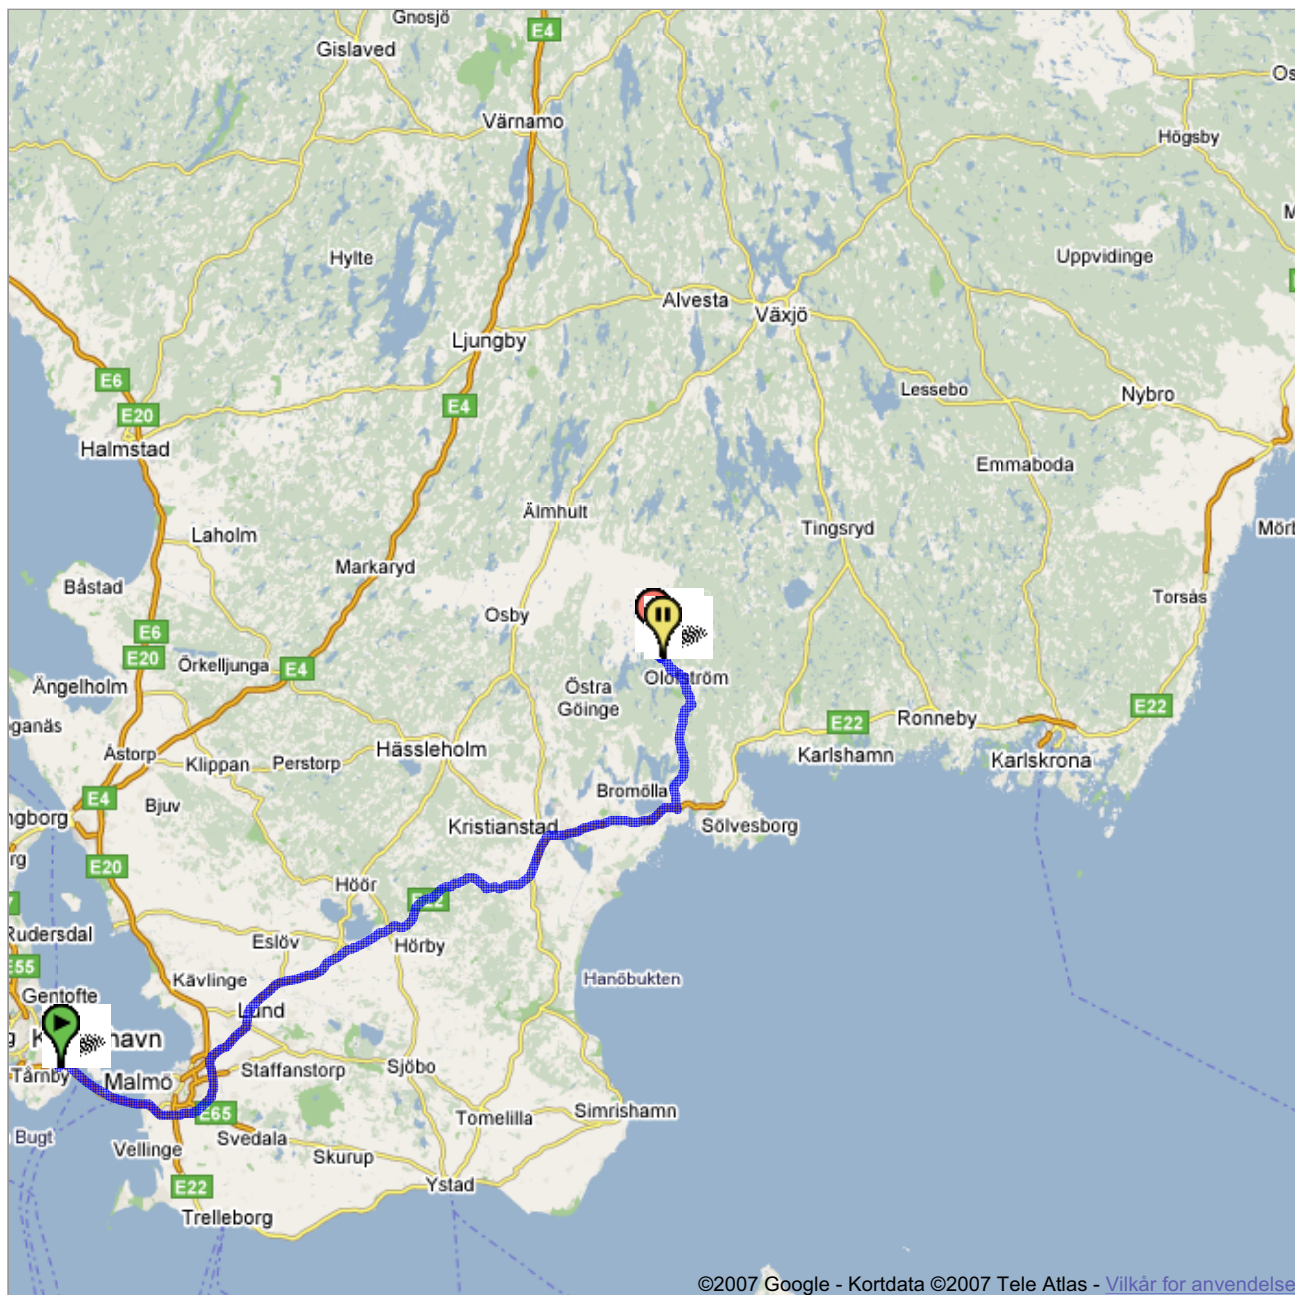 Gnosjö
E4
Gislaved
Värnamo
Högsby
Hylte
Uppvidinge
Alvesta
Växjö
Ljungby
E6
E4
E20
Lessebo
Nybro
Halmstad
Emmaboda
Älmhult
Tingsryd
Laholm
Markaryd
Båstad
Torsås
Osby
E6
E20
Örkelljunga
E4
Olofström
Ängelholm
Östra
Göinge
E22
E22
Ronneby
Hässleholm
Karlshamn
Karlskrona
Åstorp
Klippan
Perstorp
E4
Bjuv
Bromölla
Kristianstad
Sölvesborg
E20
Höör
Rudersdal
Eslöv
Hörby
E55
Kävlinge
Hanöbukten
Gentofte
Lund
Tårnby
Malmö
Staffanstorp
Sjöbo
E65
Tomelilla
Simrishamn
Bugt
Svedala
Vellinge
Skurup
E22
Ystad
Trelleborg
©2007 Google - Kortdata ©2007 Tele Atlas - Vilkår for anvendelse